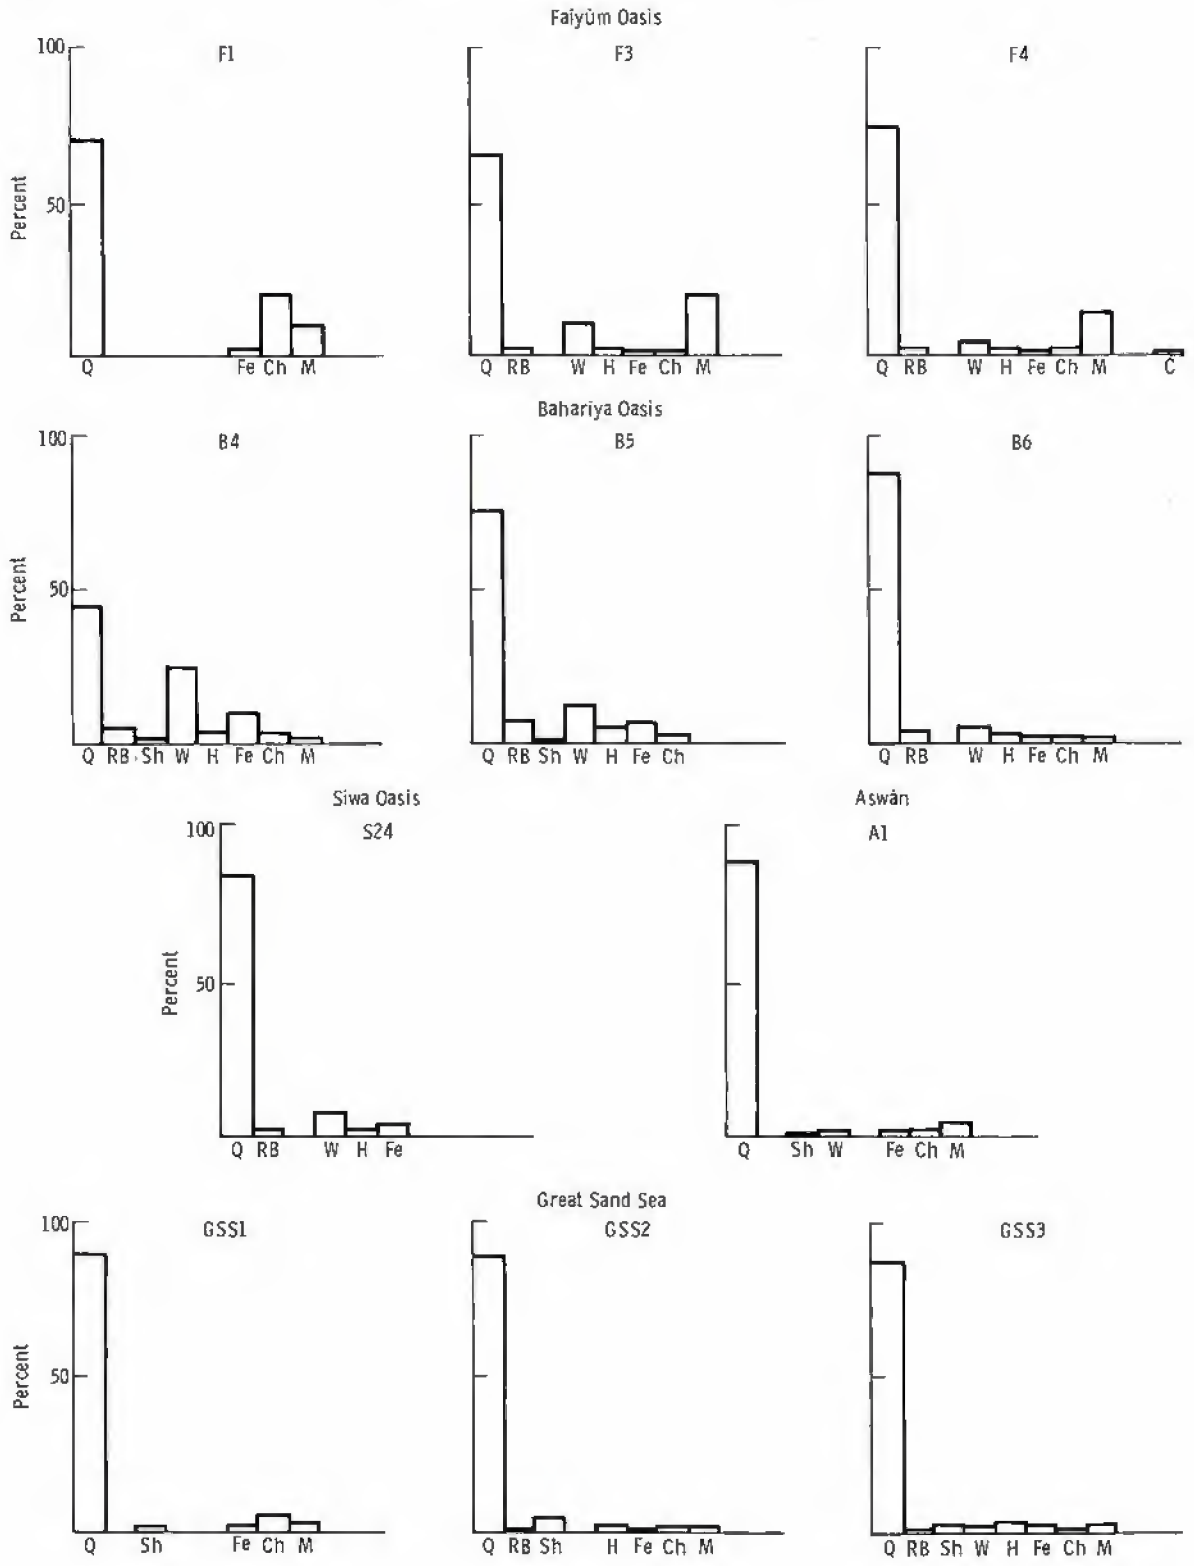 Faiyûm Oasis
F1 F3 F4
100
Percent
50
Q Fe Ch M
Q RB W H Fe Ch M
Q RB W H Fe Ch M C
Bahariya Oasis
B4 B5 B6
100
Percent
50
Q RB Sh W H Fe Ch M
Q RB Sh W H Fe Ch
Q RB W H Fe Ch M
Siwa Oasis Aswân
S24 A1
100
Percent
50
Q RB W H Fe
Q Sh W Fe Ch M
Great Sand Sea
GSS1 GSS2 GSS3
100
Percent
50
Q Sh Fe Ch M
Q RB Sh H Fe Ch M
Q RB Sh W H Fe Ch M